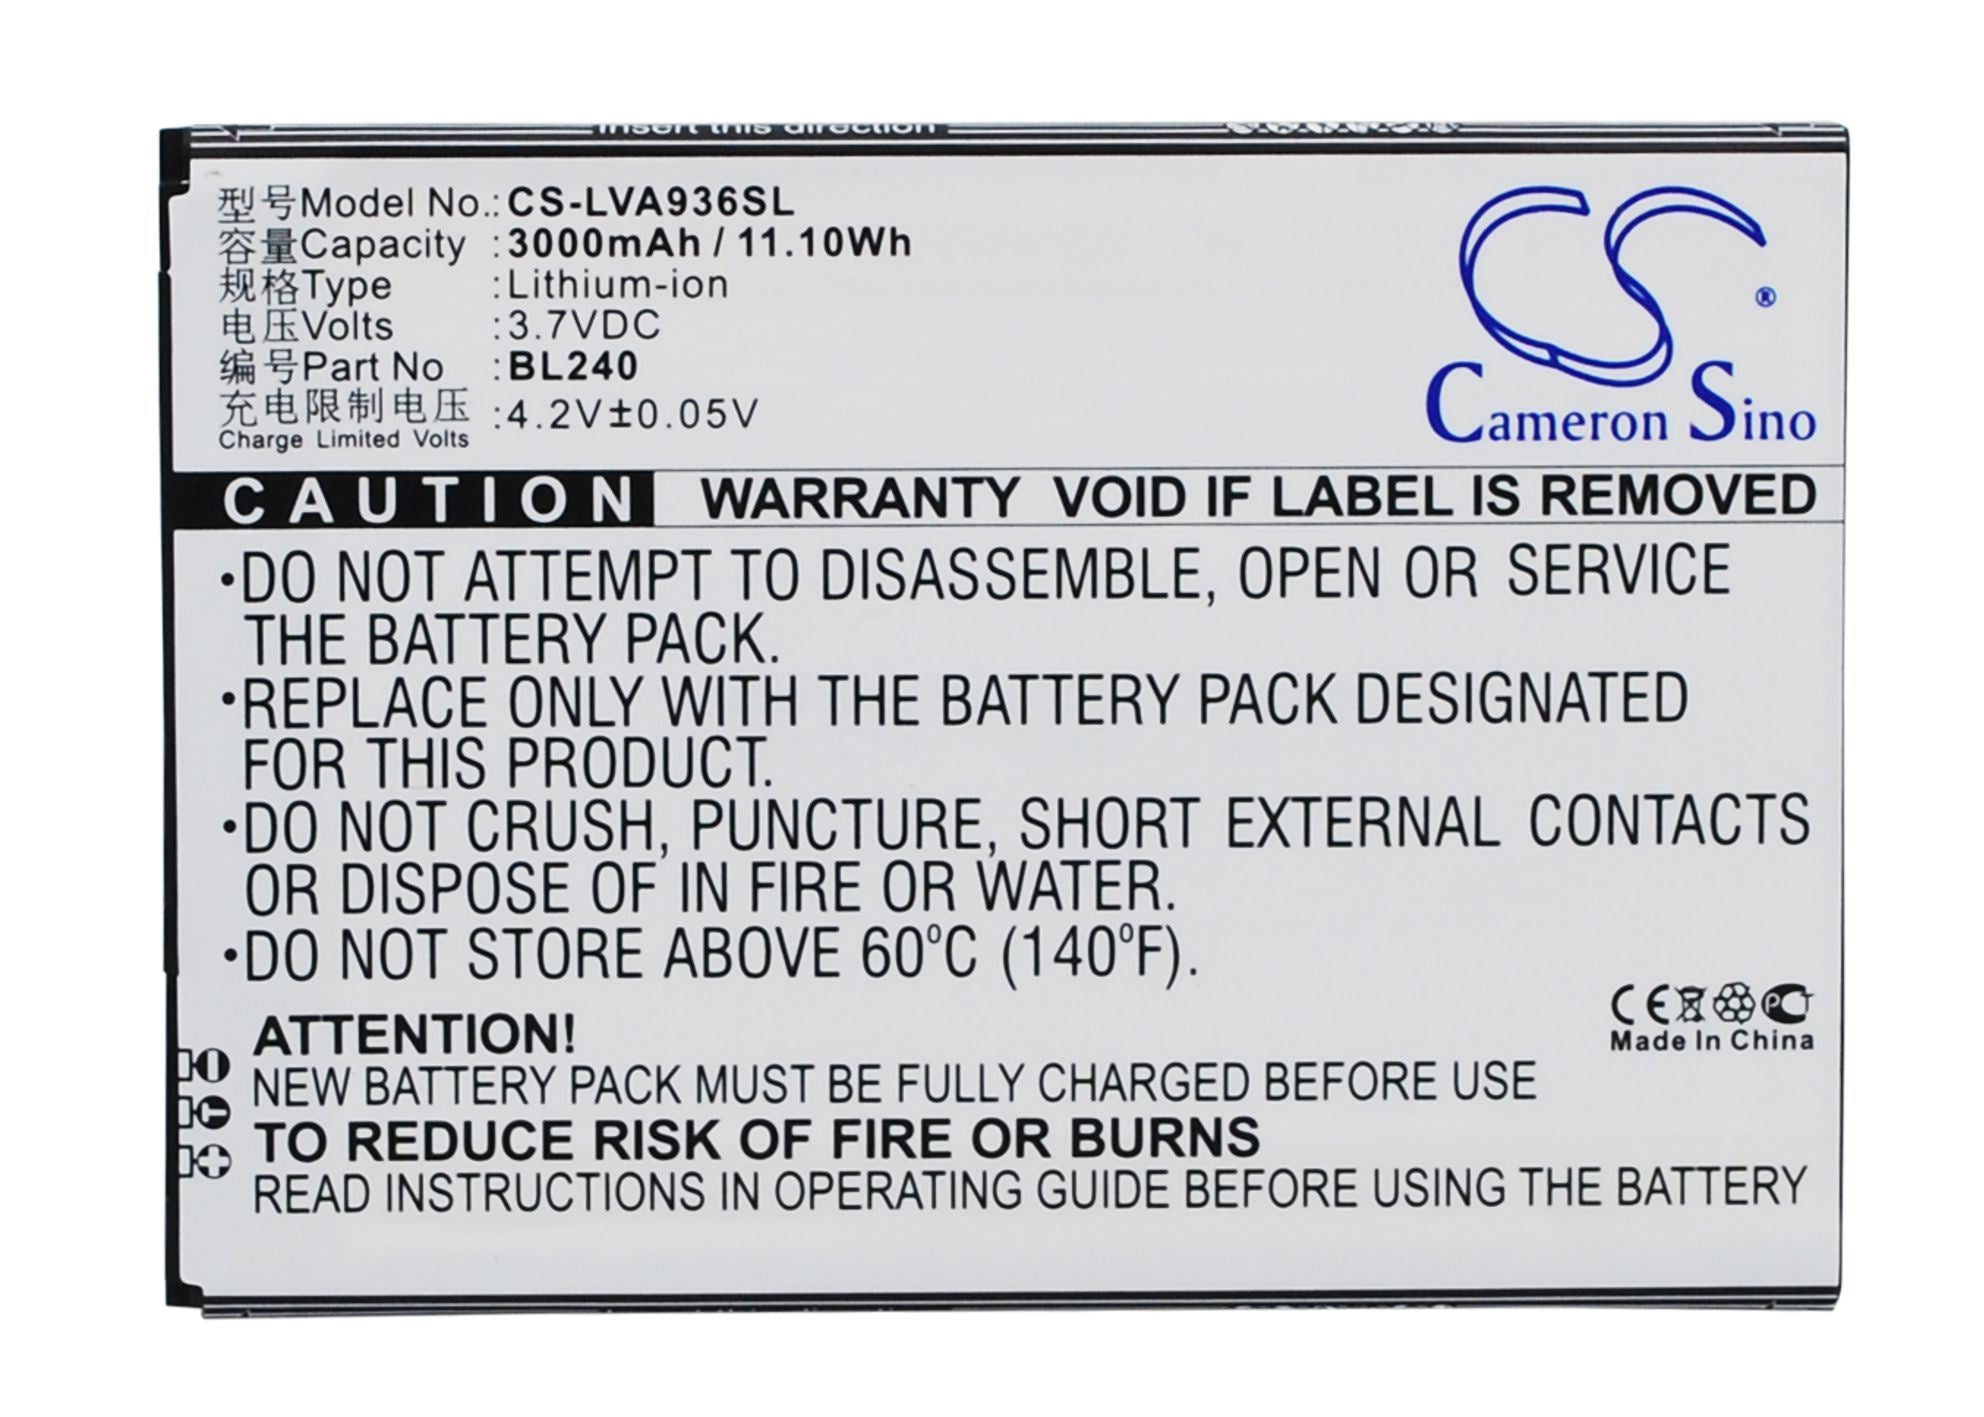 Insert this direction
型号Model No.:CS-LVA936SL
容量Capacity :3000mAh / 11.10Wh
规格Type :Lithium-ion
电压Volts :3.7VDC
编号Part No :BL240
充电限制电压 :4.2V±0.05V
Charge Limited Volts
CS®
Cameron Sino
CAUTION WARRANTY VOID IF LABEL IS REMOVED
•DO NOT ATTEMPT TO DISASSEMBLE, OPEN OR SERVICE
THE BATTERY PACK.
•REPLACE ONLY WITH THE BATTERY PACK DESIGNATED
FOR THIS PRODUCT.
•DO NOT CRUSH, PUNCTURE, SHORT EXTERNAL CONTACTS
OR DISPOSE OF IN FIRE OR WATER.
•DO NOT STORE ABOVE 60°C (140°F).
CE PCT
Made In China
ATTENTION!
NEW BATTERY PACK MUST BE FULLY CHARGED BEFORE USE
TO REDUCE RISK OF FIRE OR BURNS
READ INSTRUCTIONS IN OPERATING GUIDE BEFORE USING THE BATTERY